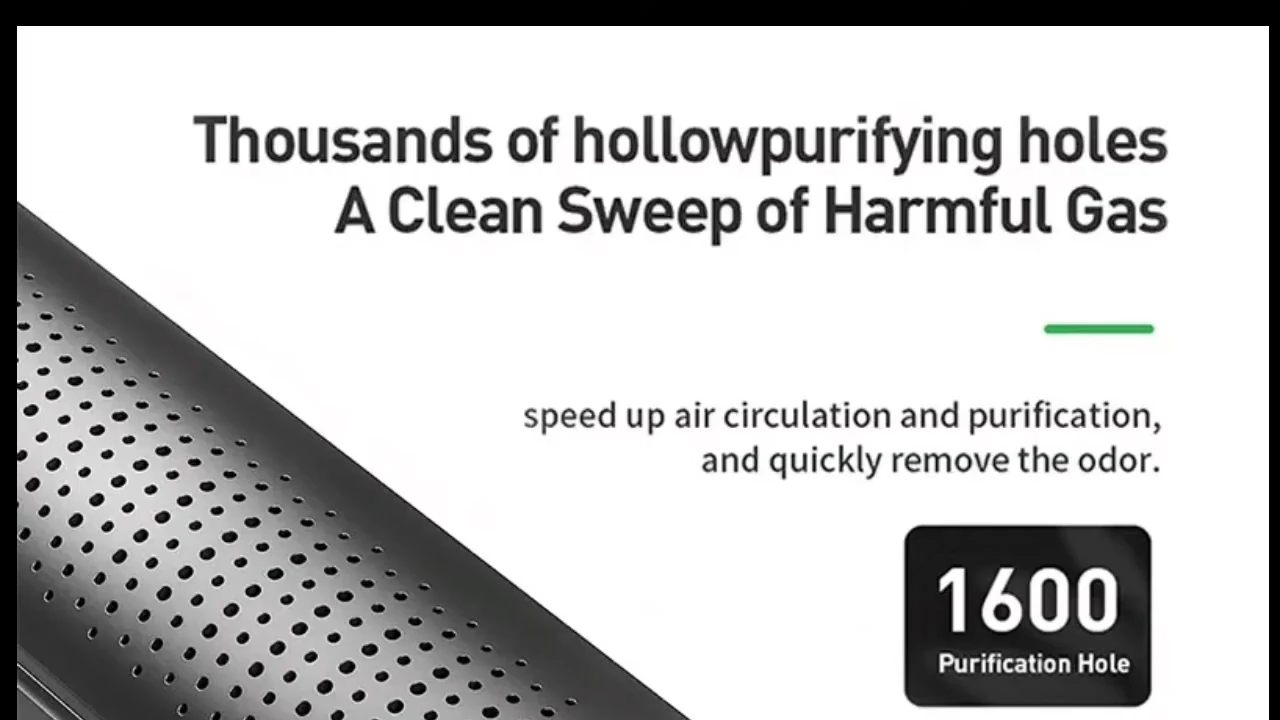 Thousands of hollowpurifying holes
A Clean Sweep of Harmful Gas
speed up air circulation and purification,
and quickly remove the odor.
1600
Purification Hole